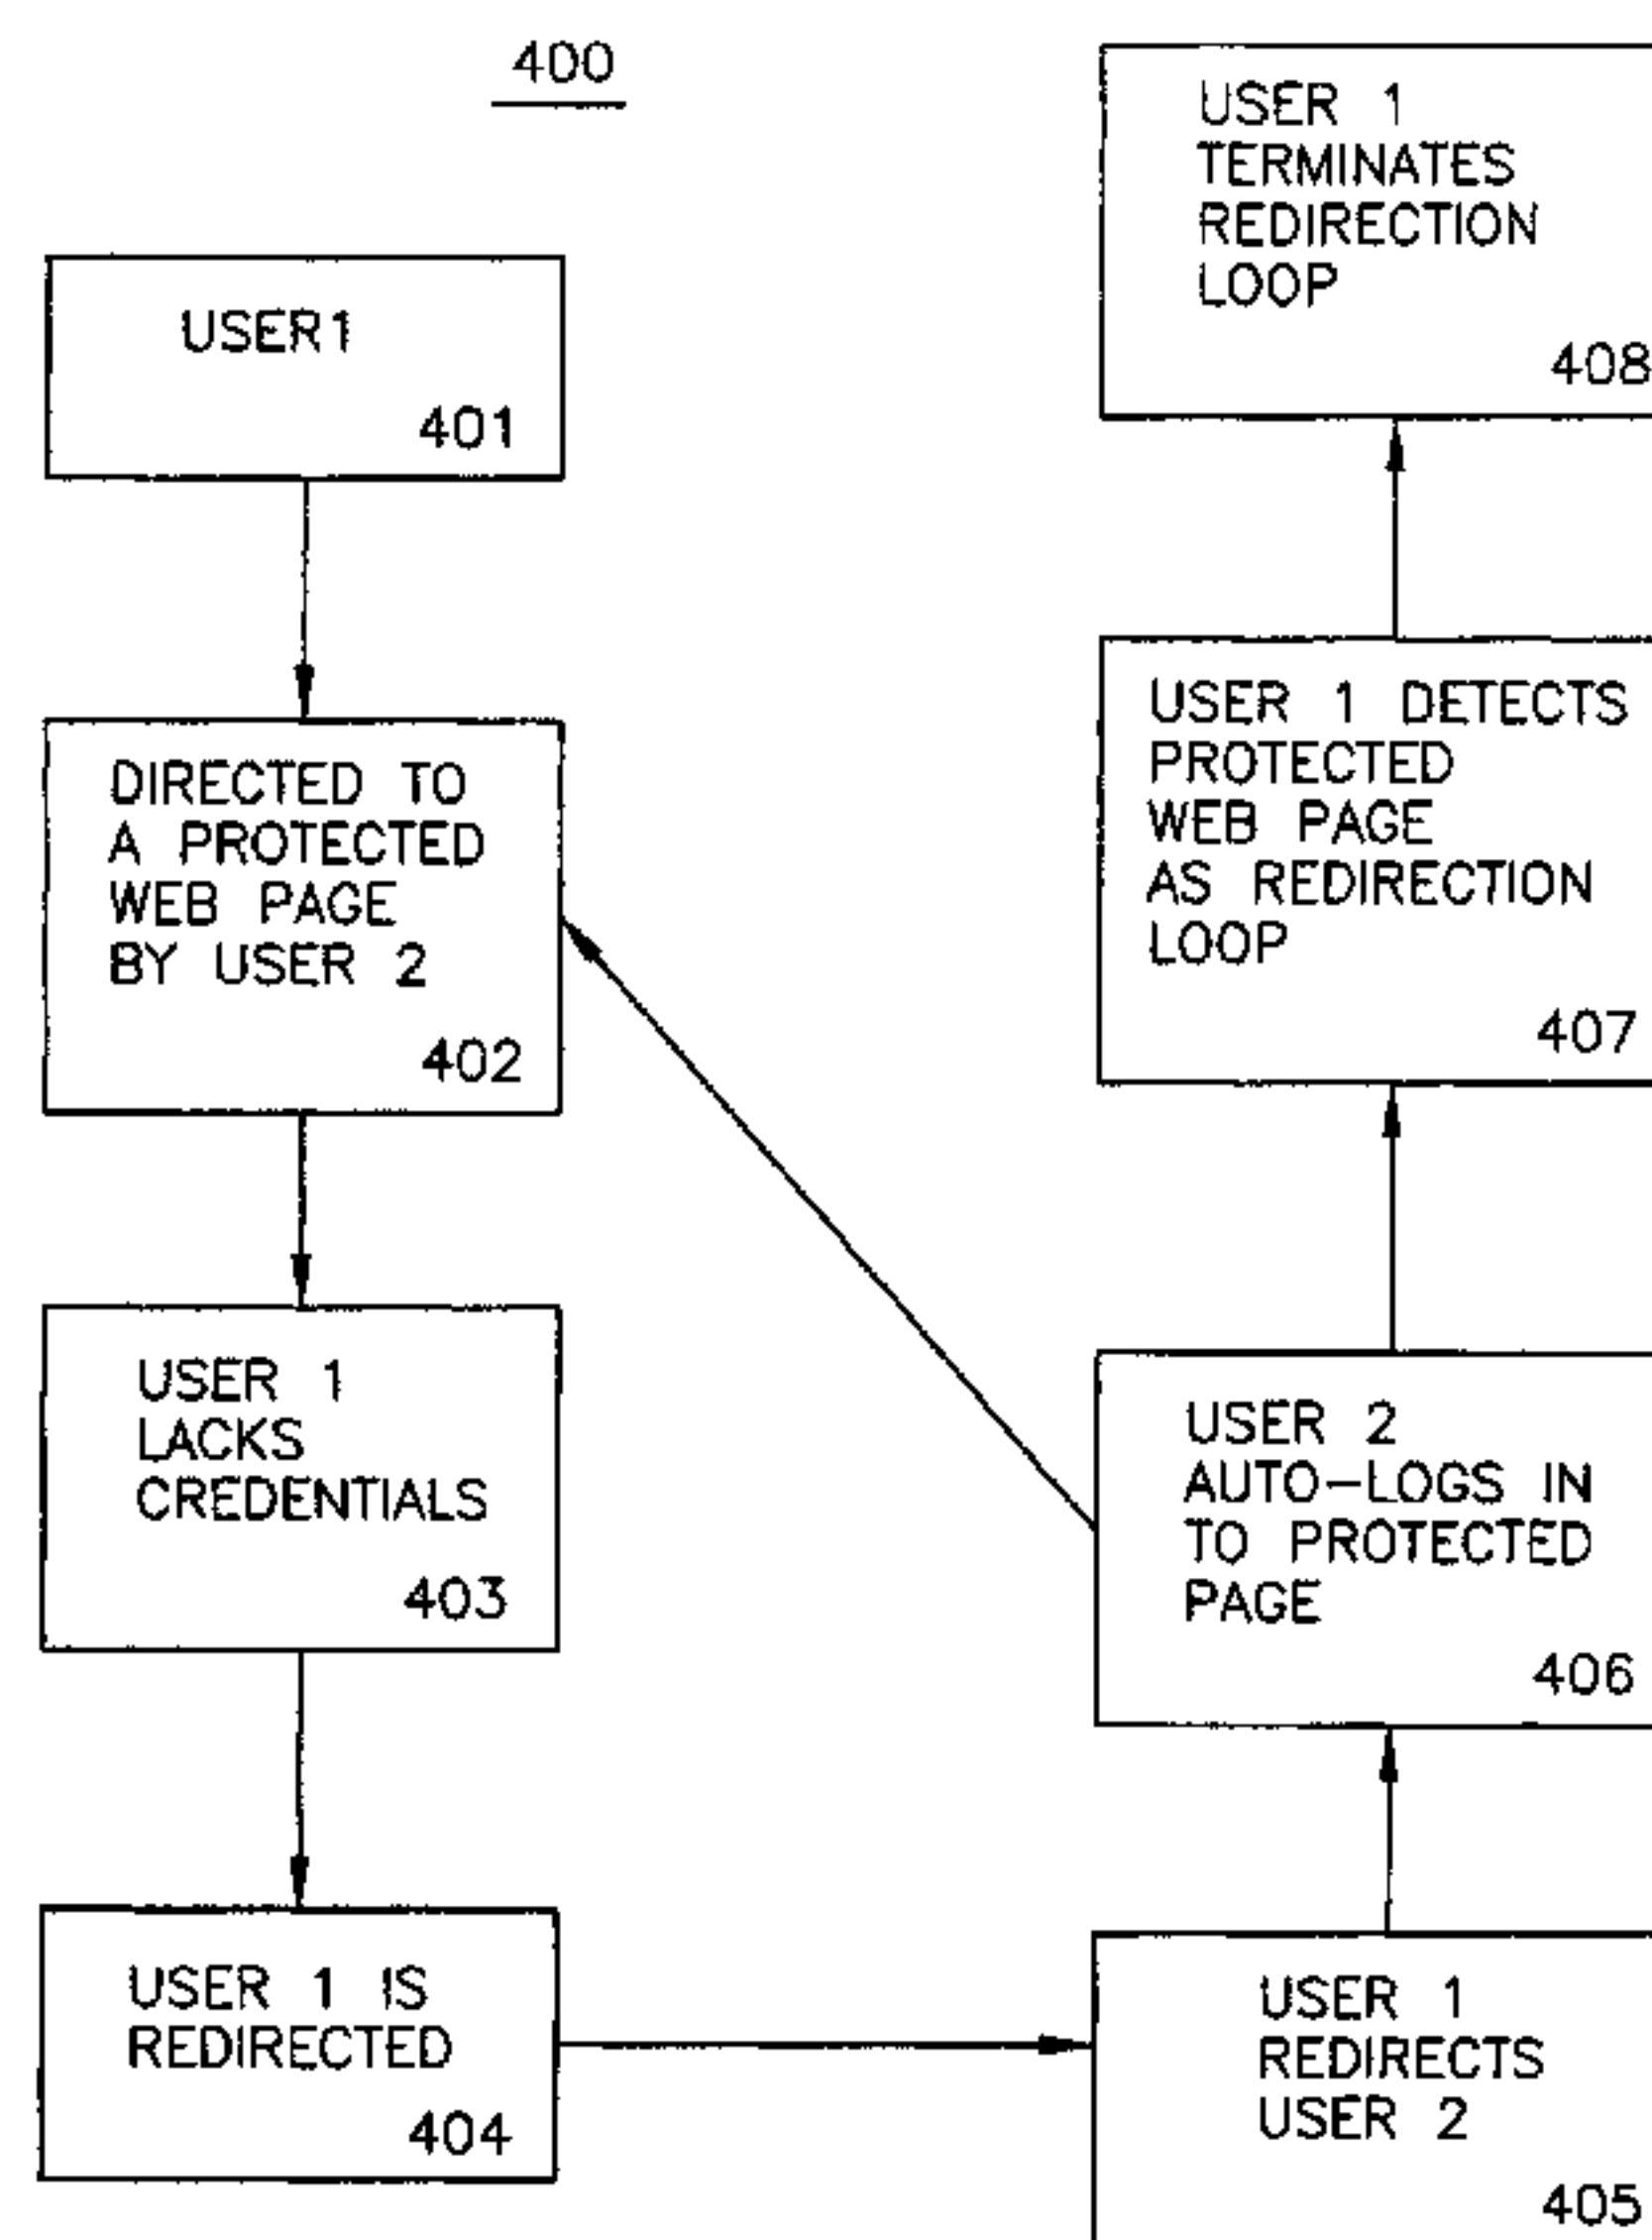 400
USER1
401
DIRECTED TO
A PROTECTED
WEB PAGE
BY USER 2
402
USER 1
LACKS
CREDENTIALS
403
USER 1 IS
REDIRECTED
404
USER 1
REDIRECTS
USER 2
405
USER 2
AUTO-LOGS IN
TO PROTECTED
PAGE
406
USER 1 DETECTS
PROTECTED
WEB PAGE
AS REDIRECTION
LOOP
407
USER 1
TERMINATES
REDIRECTION
LOOP
408